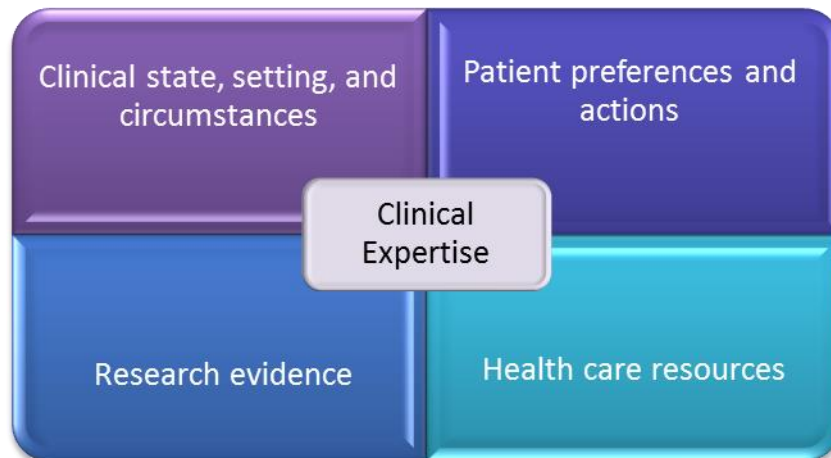 Clinical state, setting, and
circumstances
Patient preferences and
actions
Clinical
Expertise
Research evidence
Health care resources